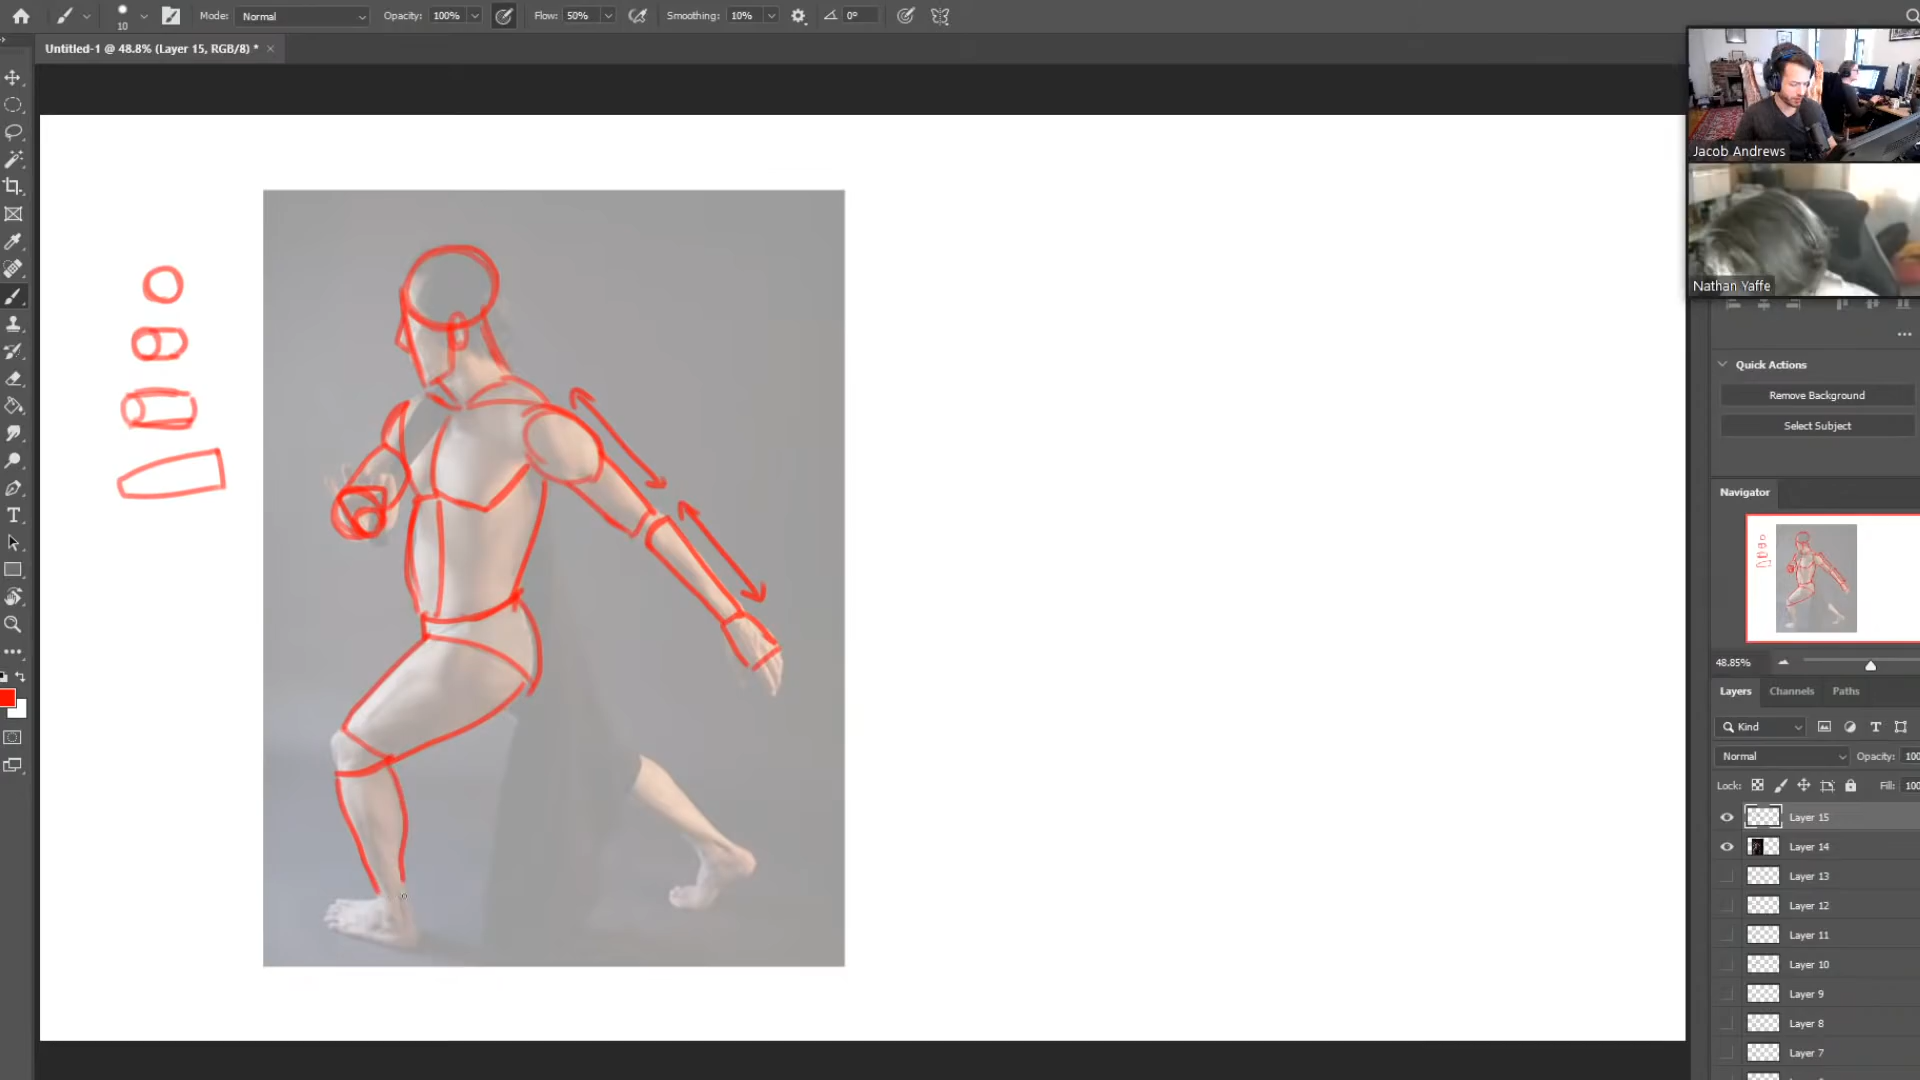 10
Mode: Normal
Opacity: 100%
Flow: 50%
Smoothing: 10%
0°
Untitled-1 @ 48.8% (Layer 15, RGB/8) *
Jacob Andrews
Nathan Yaffe
Quick Actions
Remove Background
Select Subject
Navigator
48.85%
Layers Channels Paths
Kind
Normal Opacity: 100
Lock: Fill: 100
Layer 15
Layer 14
Layer 13
Layer 12
Layer 11
Layer 10
Layer 9
Layer 8
Layer 7